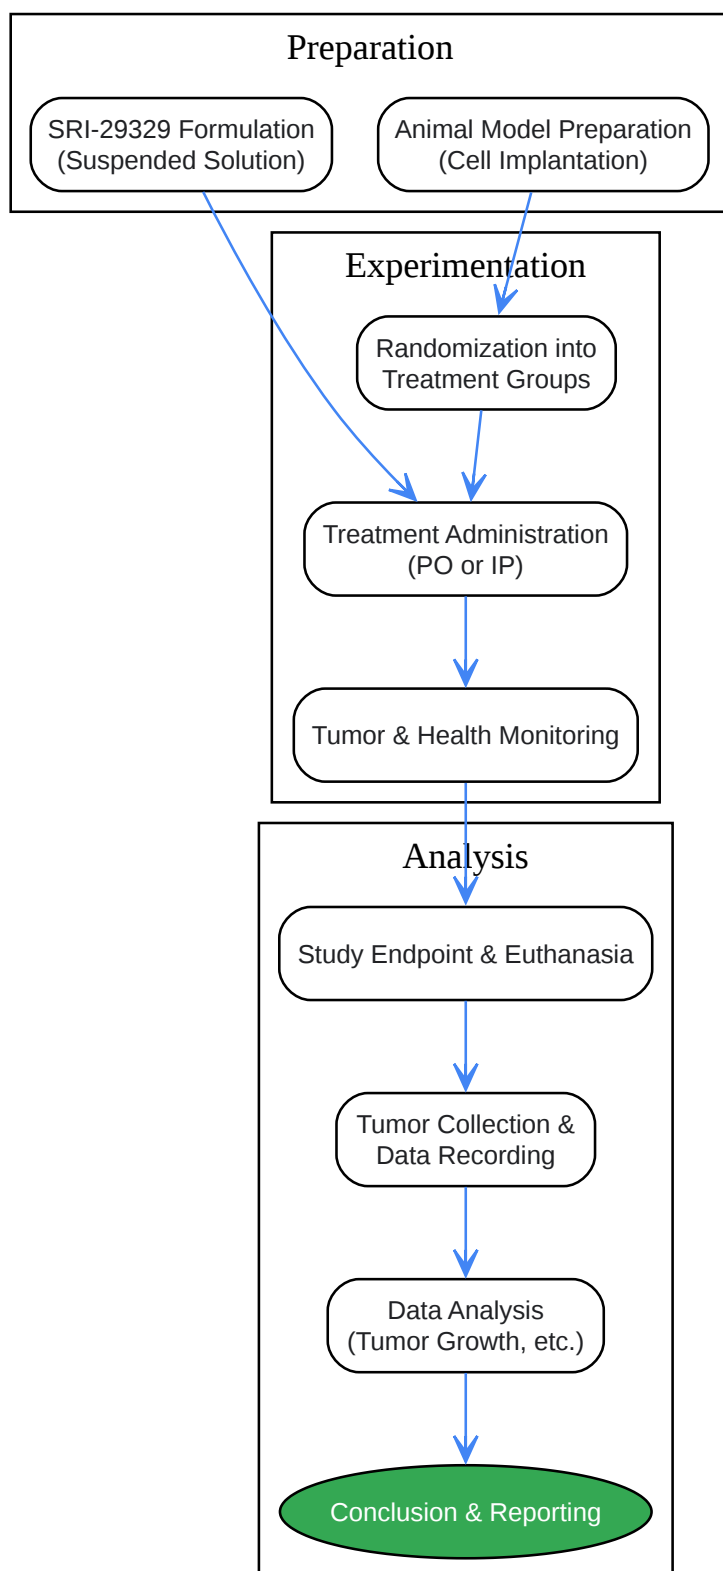 Preparation
SRI-29329 Formulation
(Suspended Solution)
Animal Model Preparation
(Cell Implantation)
Experimentation
Randomization into
Treatment Groups
Treatment Administration
(PO or IP)
Tumor & Health Monitoring
Analysis
Study Endpoint & Euthanasia
Tumor Collection &
Data Recording
Data Analysis
(Tumor Growth, etc.)
Conclusion & Reporting